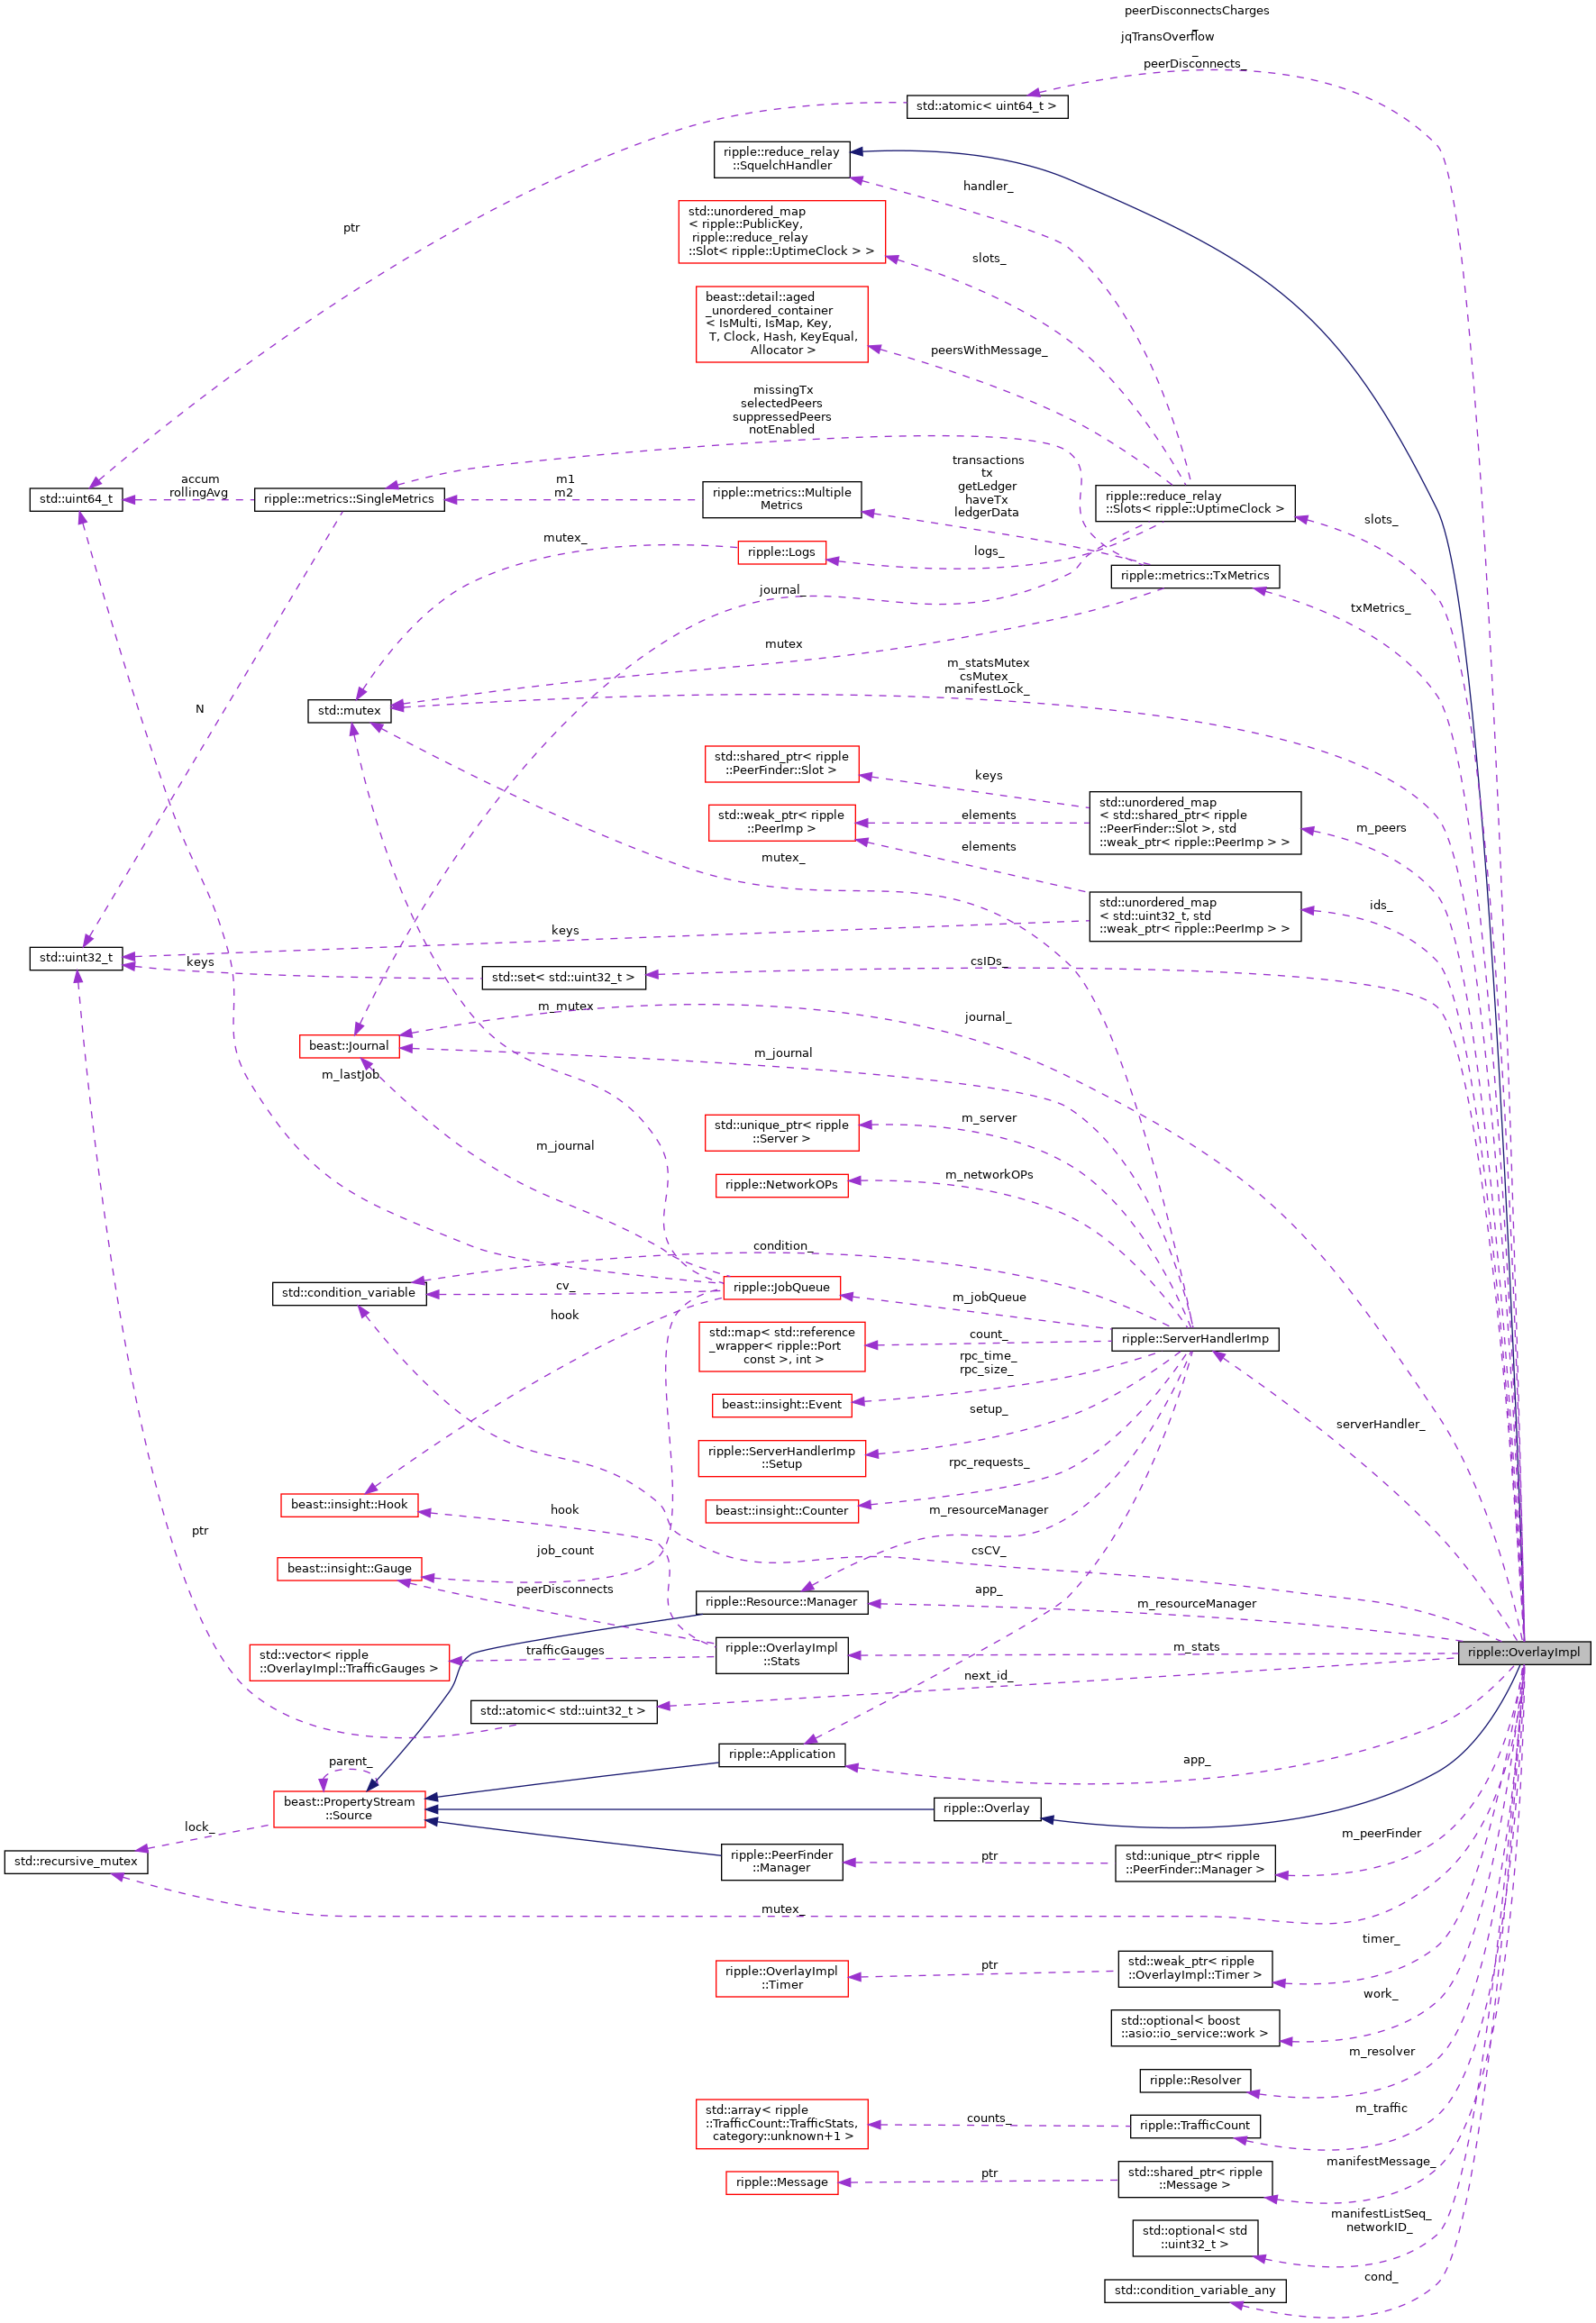 peerDisconnectsCharges
_
jqTransOverflow
_
peerDisconnects_
std::atomic< uint64_t >
ripple::reduce_relay
::SquelchHandler
handler_
std::unordered_map
< ripple::PublicKey,
ripple::reduce_relay
::Slot< ripple::UptimeClock > >
ptr
slots_
beast::detail::aged
_unordered_container
< IsMulti, IsMap, Key,
T, Clock, Hash, KeyEqual,
Allocator >
peersWithMessage_
missingTx
selectedPeers
suppressedPeers
notEnabled
transactions
tx
getLedger
haveTx
ledgerData
std::uint64_t
accum
rollingAvg
ripple::metrics::SingleMetrics
m1
m2
ripple::metrics::Multiple
Metrics
ripple::reduce_relay
::Slots< ripple::UptimeClock >
slots_
mutex_
ripple::Logs
logs_
ripple::metrics::TxMetrics
journal_
txMetrics_
mutex
m_statsMutex
csMutex_
manifestLock_
N
std::mutex
std::shared_ptr< ripple
::PeerFinder::Slot >
keys
std::weak_ptr< ripple
::PeerImp >
elements
std::unordered_map
< std::shared_ptr< ripple
::PeerFinder::Slot >, std
::weak_ptr< ripple::PeerImp > >
m_peers
elements
mutex_
std::unordered_map
< std::uint32_t, std
::weak_ptr< ripple::PeerImp > >
ids_
keys
std::uint32_t
keys
std::set< std::uint32_t >
csIDs_
m_mutex
journal_
beast::Journal
m_journal
m_lastJob
std::unique_ptr< ripple
::Server >
m_server
m_journal
ripple::NetworkOPs
m_networkOPs
condition_
std::condition_variable
cv_
ripple::JobQueue
m_jobQueue
hook
std::map< std::reference
_wrapper< ripple::Port
const >, int >
count_
ripple::ServerHandlerImp
rpc_time_
rpc_size_
beast::insight::Event
setup_
serverHandler_
ripple::ServerHandlerImp
::Setup
rpc_requests_
beast::insight::Hook
hook
beast::insight::Counter
m_resourceManager
ptr
job_count
csCV_
beast::insight::Gauge
peerDisconnects
app_
ripple::Resource::Manager
m_resourceManager
std::vector< ripple
::OverlayImpl::TrafficGauges >
trafficGauges
ripple::OverlayImpl
::Stats
m_stats
ripple::OverlayImpl
next_id_
std::atomic< std::uint32_t >
ripple::Application
app_
parent_
beast::PropertyStream
::Source
ripple::Overlay
lock_
m_peerFinder
std::recursive_mutex
ripple::PeerFinder
::Manager
ptr
std::unique_ptr< ripple
::PeerFinder::Manager >
mutex_
timer_
ripple::OverlayImpl
::Timer
ptr
std::weak_ptr< ripple
::OverlayImpl::Timer >
work_
std::optional< boost
::asio::io_service::work >
m_resolver
ripple::Resolver
m_traffic
std::array< ripple
::TrafficCount::TrafficStats,
category::unknown+1 >
counts_
ripple::TrafficCount
manifestMessage_
ripple::Message
ptr
std::shared_ptr< ripple
::Message >
manifestListSeq_
networkID_
std::optional< std
::uint32_t >
cond_
std::condition_variable_any